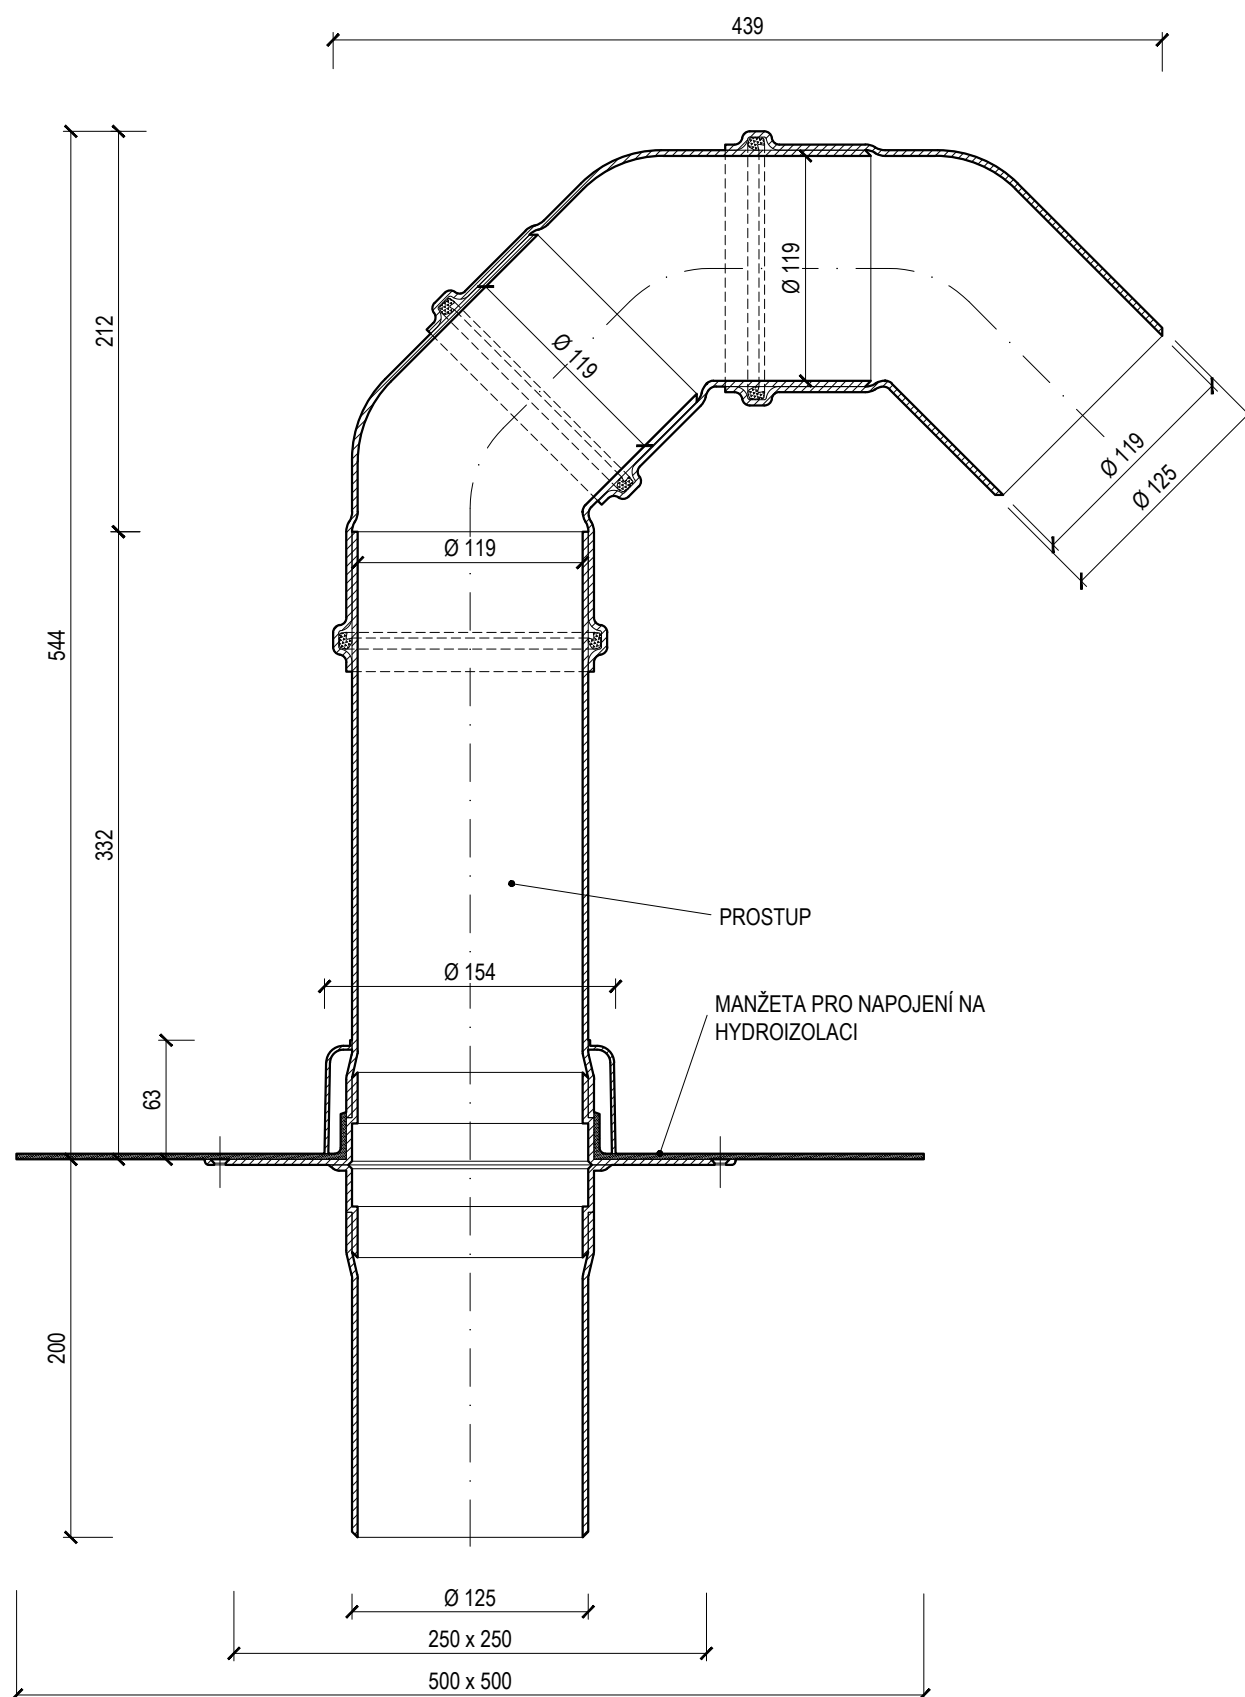 439
212
Ø 119
Ø 119
Ø 119
Ø 125
Ø 119
544
332
PROSTUP
Ø 154
MANŽETA PRO NAPOJENÍ NA
HYDROIZOLACI
63
200
Ø 125
250 x 250
500 x 500